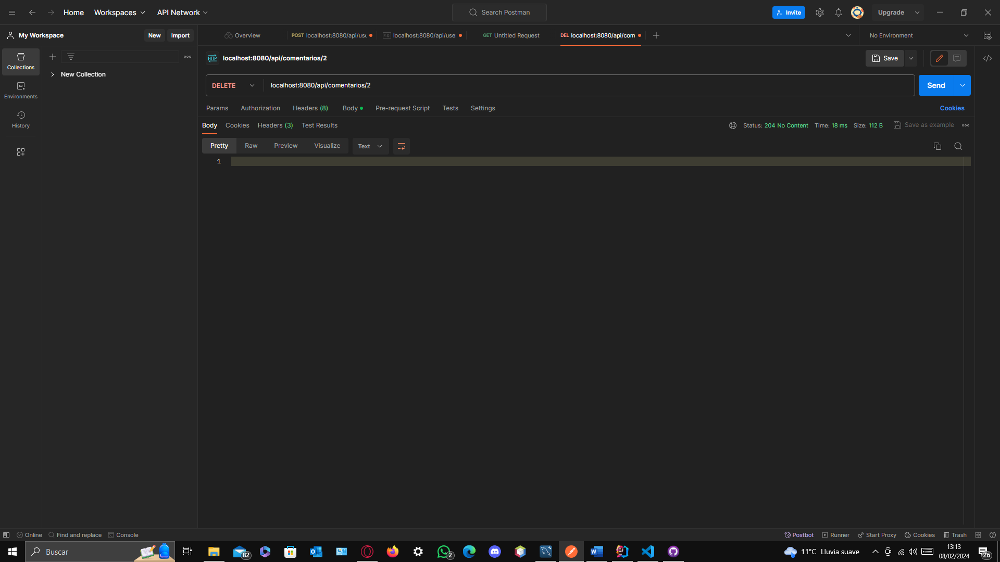 Home Workspaces API Network Search Postman Invite Upgrade
My Workspace New Import Overview POST localhost:8080/api/use localhost:8080/api/use. GET Untitled Request DEL localhost:8080/api/com No Environment
Collections
New Collection
Environments
History
HTTP localhost:8080/api/comentarios/2 Save
DELETE localhost:8080/api/comentarios/2 Send
Params Authorization Headers (8) Body Pre-request Script Tests Settings Cookies
Body Cookies Headers (3) Test Results Status: 204 No Content Time: 18 ms Size: 112 B Save as example
Pretty Raw Preview Visualize Text
1
Online Find and replace Console Postbot Runner Start Proxy Cookies Trash
Buscar 82 2 11°C Lluvia suave 13:13
08/02/2024 26